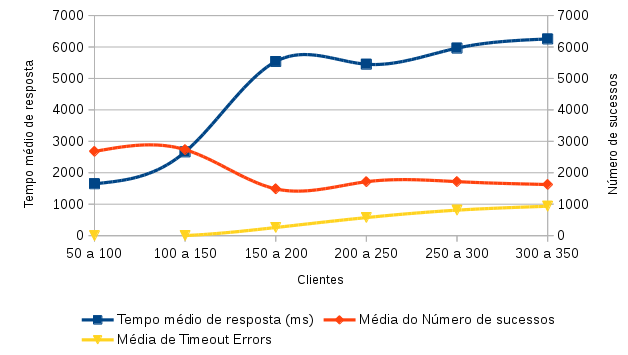 7000 7000
6000 6000
5000 5000
4000 4000
3000 3000
2000 2000
1000 1000
0 0
Tempo médio de resposta
Número de sucessos
50 a 100 100 a 150 150 a 200 200 a 250 250 a 300 300 a 350
Clientes
Tempo médio de resposta (ms) Média do Número de sucessos
Média de Timeout Errors